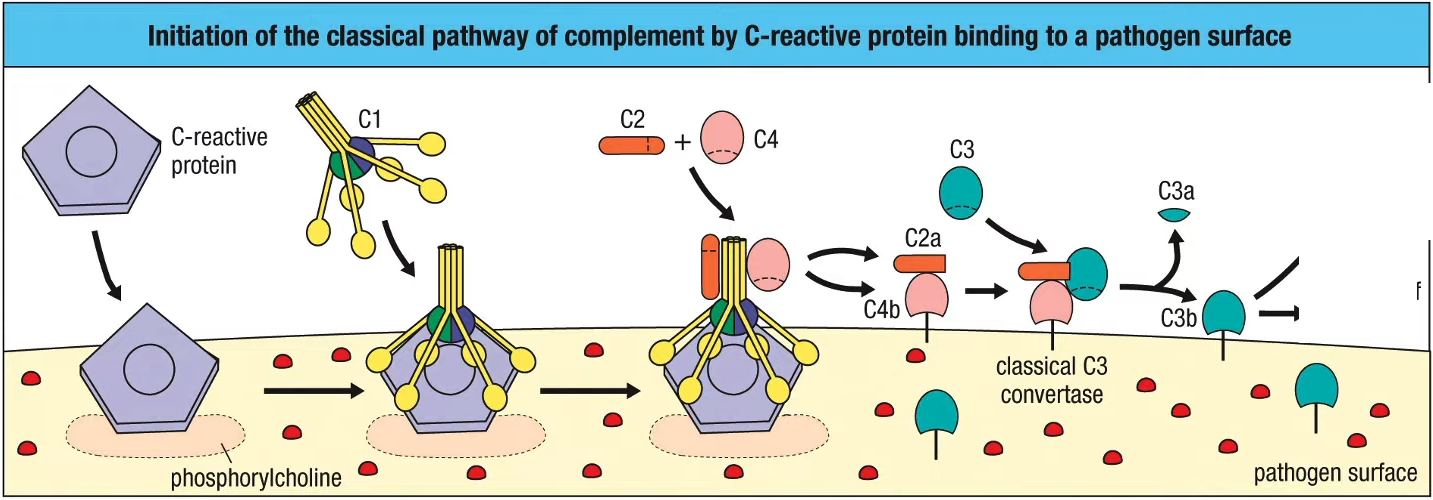 Initiation of the classical pathway of complement by C-reactive protein binding to a pathogen surface
C-reactive
protein
C1
C2
+
C4
C3
C3a
C2a
C4b
C3b
classical C3
convertase
f
phosphorylcholine
pathogen surface